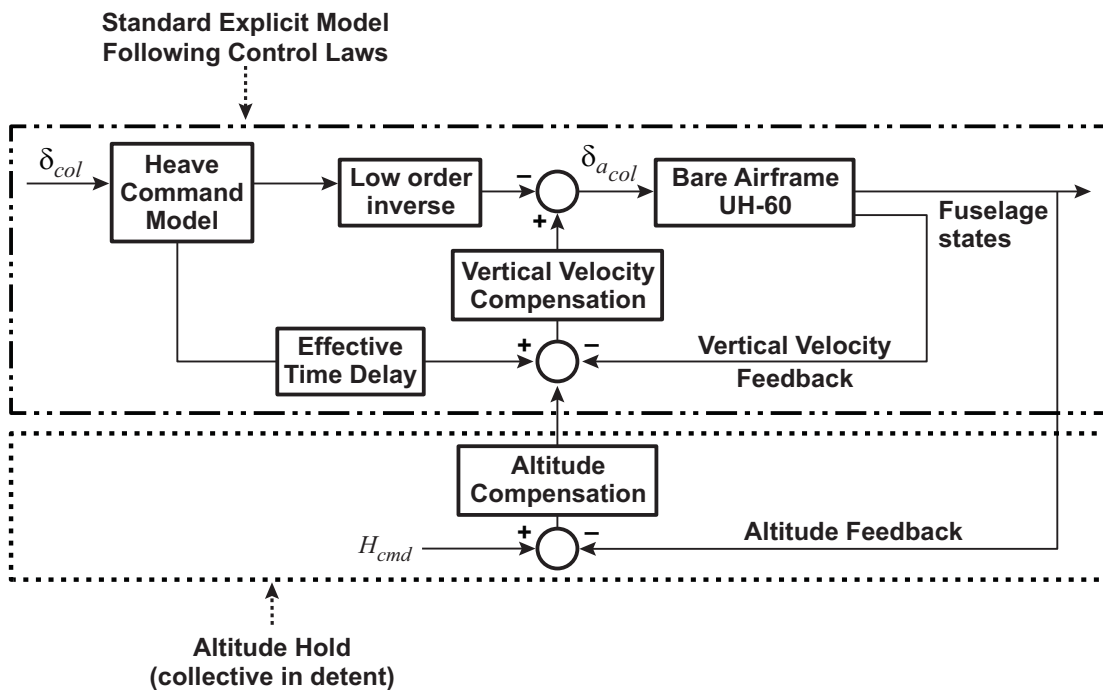 Standard Explicit Model
Following Control Laws
δcol
Heave
Command
Model
Low order
inverse
−
+
δacol
Bare Airframe
UH-60
Fuselage
states
Vertical Velocity
Compensation
Effective
Time Delay
+
−
Vertical Velocity
Feedback
Altitude
Compensation
Hcmd
+
−
Altitude Feedback
Altitude Hold
(collective in detent)